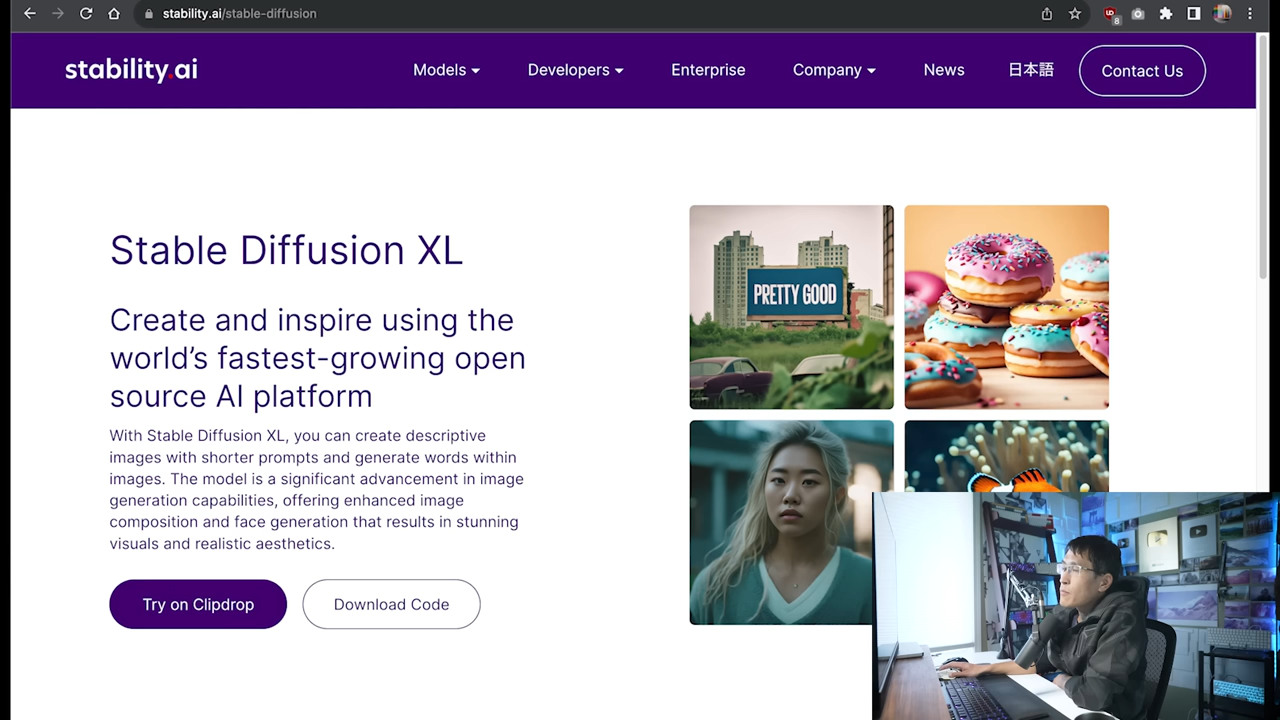 stability.ai/stable-diffusion
8
stability.ai
Models
Developers
Enterprise
Company
News
日本語
Contact Us
Stable Diffusion XL
Create and inspire using the
world’s fastest-growing open
source AI platform
With Stable Diffusion XL, you can create descriptive
images with shorter prompts and generate words within
images. The model is a significant advancement in image
generation capabilities, offering enhanced image
composition and face generation that results in stunning
visuals and realistic aesthetics.
Try on Clipdrop
Download Code
PRETTY GOOD